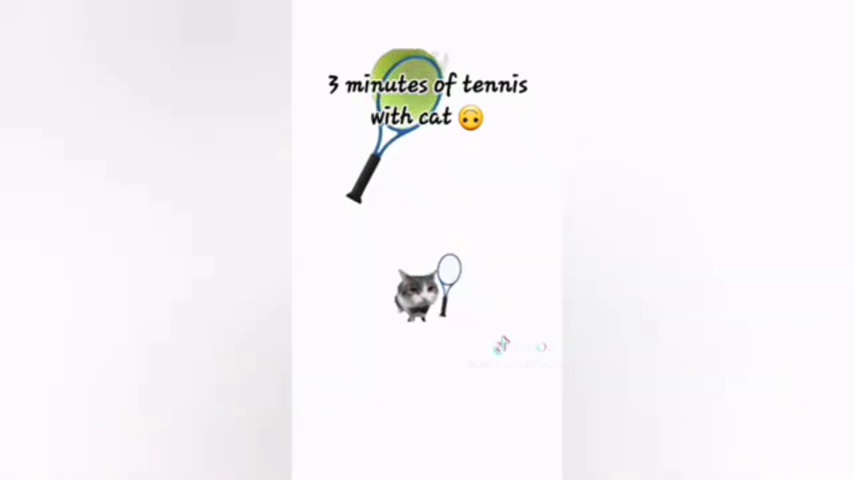 3 minutes of tennis
with cat 🙃